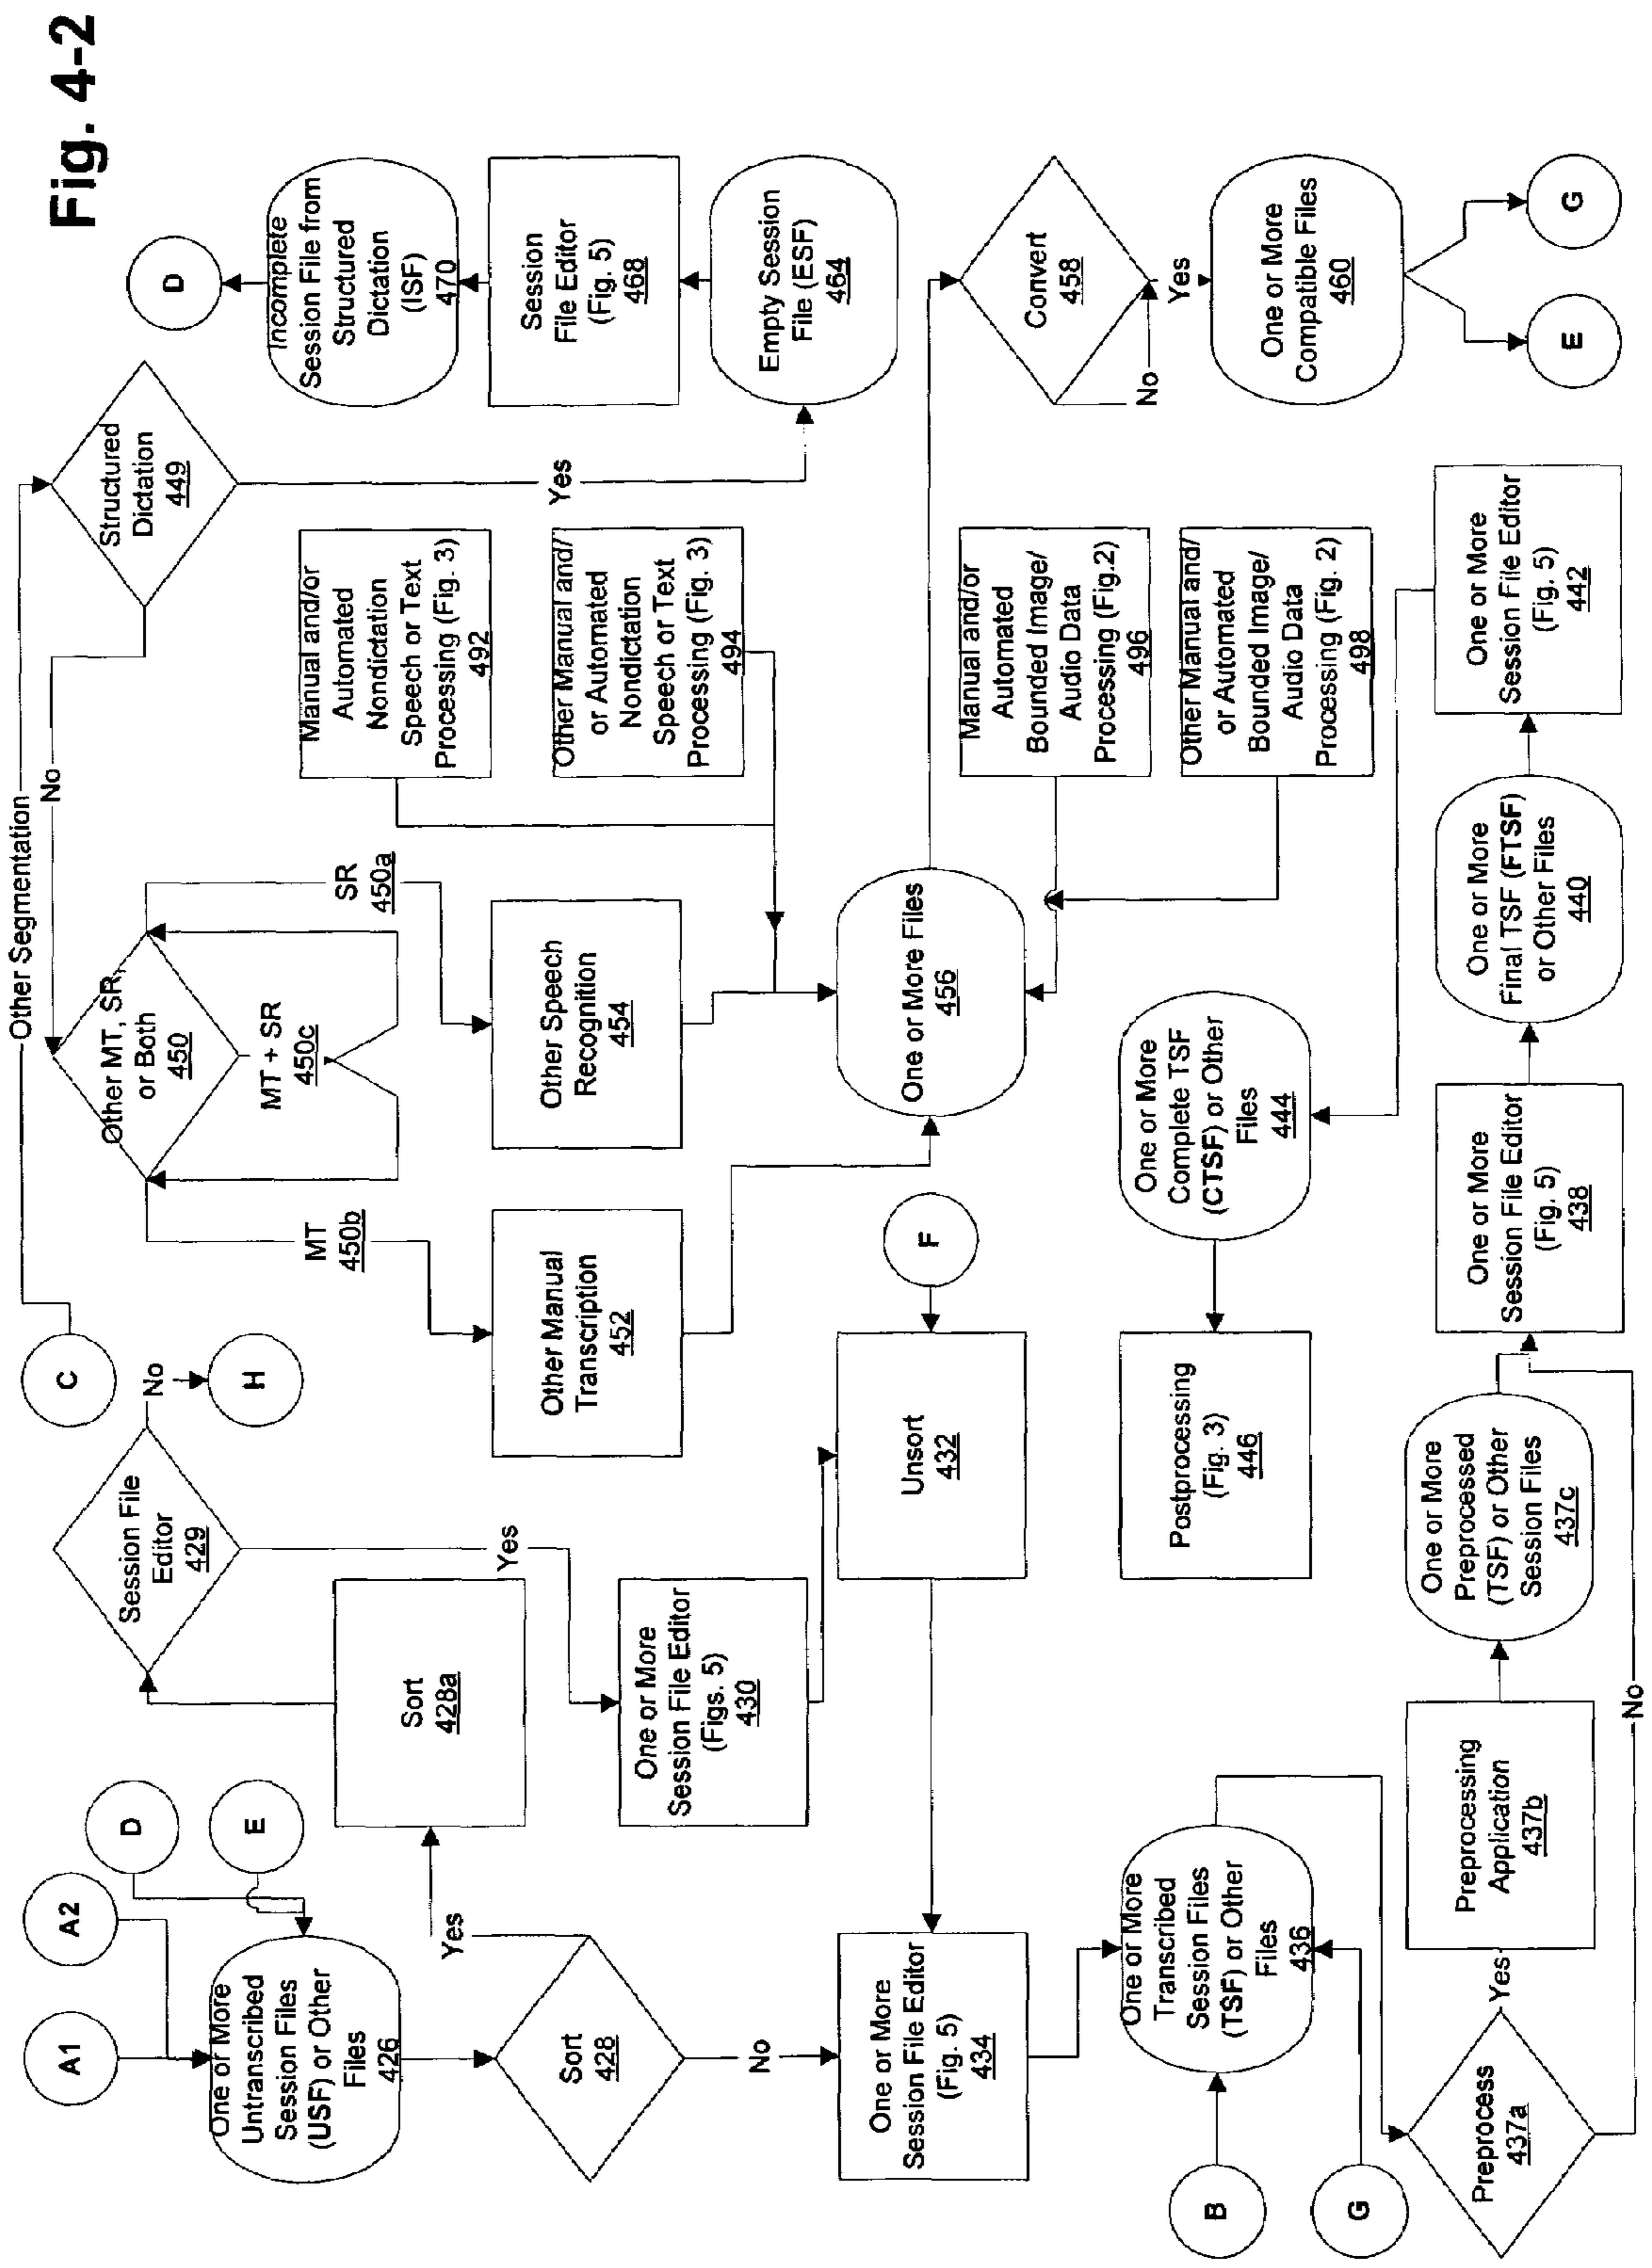 Fig. 4-2
A1
A2
D
E
One or More
Untranscribed
Session Files
(USF) or Other
Files
426
Sort
428
Yes
No
Sort
428a
Session File
Editor
429
No
H
Yes
One or More
Session File Editor
(Figs. 5)
430
Unsort
432
F
One or More
Session File Editor
(Fig. 5)
434
One or More
Transcribed
Session Files
(TSF) or Other
Files
436
B
G
Preprocess
437a
Yes
No
Preprocessing
Application
437b
One or More
Preprocessed
(TSF) or Other
Session Files
437c
One or More
Session File Editor
(Fig. 5)
438
One or More
Final TSF (FTSF)
or Other Files
440
One or More
Session File Editor
(Fig. 5)
442
One or More
Complete TSF
(CTSF) or Other
Files
444
Postprocessing
(Fig. 3)
446
C
Other Segmentation
Structured
Dictation
449
No
Yes
Other MT, SR,
or Both
450
SR
450a
MT
450b
MT + SR
450c
Other Manual
Transcription
452
Other Speech
Recognition
454
Manual and/or
Automated
Nondictation
Speech or Text
Processing (Fig. 3)
492
Other Manual and/
or Automated
Nondictation
Speech or Text
Processing (Fig. 3)
494
One or More Files
456
Manual and/or
Automated
Bounded Image/
Audio Data
Processing (Fig.2)
496
Other Manual and/
or Automated
Bounded Image/
Audio Data
Processing (Fig. 2)
498
D
Incomplete
Session File from
Structured
Dictation
(ISF)
470
Session
File Editor
(Fig. 5)
468
Empty Session
File (ESF)
464
Convert
458
No
Yes
One or More
Compatible Files
460
E
G